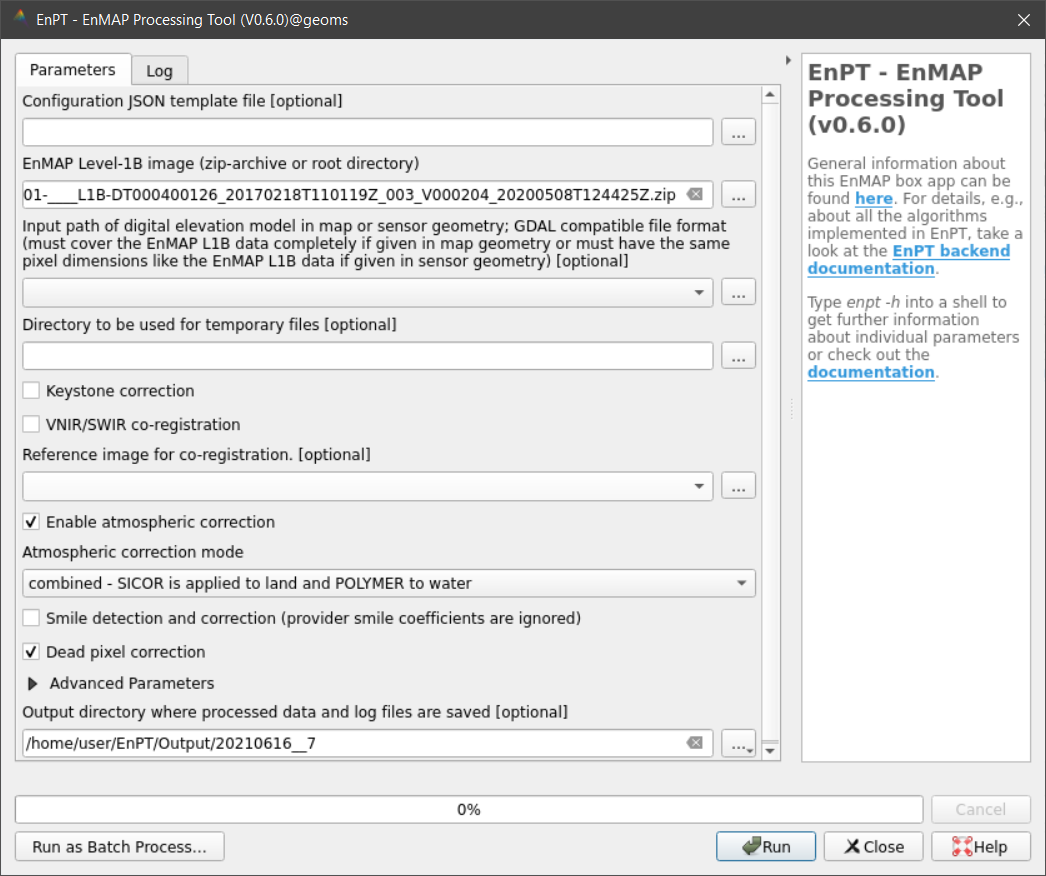 EnPT - EnMAP Processing Tool (V0.6.0)@geoms
Parameters
Log
Configuration JSON template file [optional]
...
EnMAP Level-1B image (zip-archive or root directory)
01-____L1B-DT000400126_20170218T110119Z_003_V000204_20200508T124425Z.zip
...
Input path of digital elevation model in map or sensor geometry; GDAL compatible file format
(must cover the EnMAP L1B data completely if given in map geometry or must have the same
pixel dimensions like the EnMAP L1B data if given in sensor geometry) [optional]
...
Directory to be used for temporary files [optional]
...
Keystone correction
VNIR/SWIR co-registration
Reference image for co-registration. [optional]
...
Enable atmospheric correction
Atmospheric correction mode
combined - SICOR is applied to land and POLYMER to water
Smile detection and correction (provider smile coefficients are ignored)
Dead pixel correction
Advanced Parameters
Output directory where processed data and log files are saved [optional]
/home/user/EnPT/Output/20210616__7
...
EnPT - EnMAP
Processing Tool
(v0.6.0)
General information about
this EnMAP box app can be
found here. For details, e.g.,
about all the algorithms
implemented in EnPT, take a
look at the EnPT backend
documentation.
Type enpt -h into a shell to
get further information
about individual parameters
or check out the
documentation.
0%
Cancel
Run as Batch Process...
Run
Close
Help